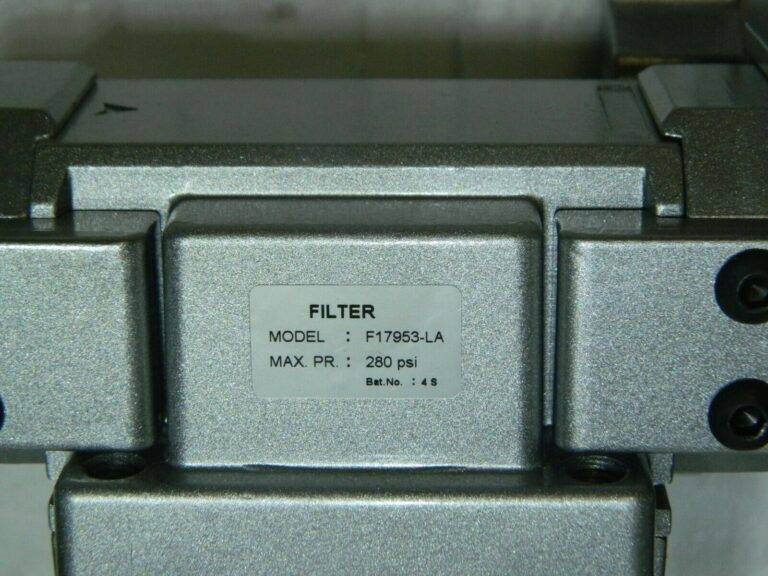 FILTER
MODEL : F17953-LA
MAX. PR. : 280 psi
Bat.No. : 4 S